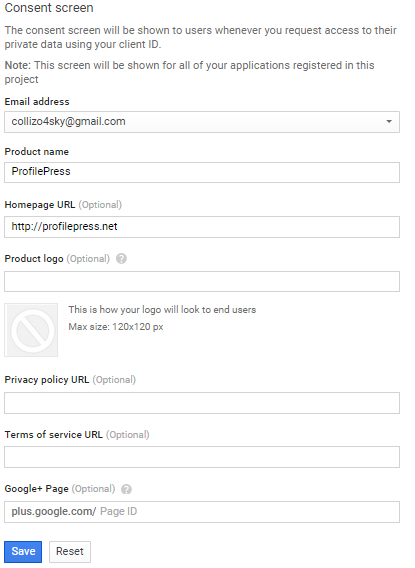 Consent screen
The consent screen will be shown to users whenever you request access to their
private data using your client ID.
Note: This screen will be shown for all of your applications registered in this
project
Email address
collizo4sky@gmail.com
Product name
ProfilePress
Homepage URL (Optional)
http://profilepress.net
Product logo (Optional) ?
This is how your logo will look to end users
Max size: 120x120 px
Privacy policy URL (Optional)
Terms of service URL (Optional)
Google+ Page (Optional) ?
plus.google.com/ Page ID
Save Reset